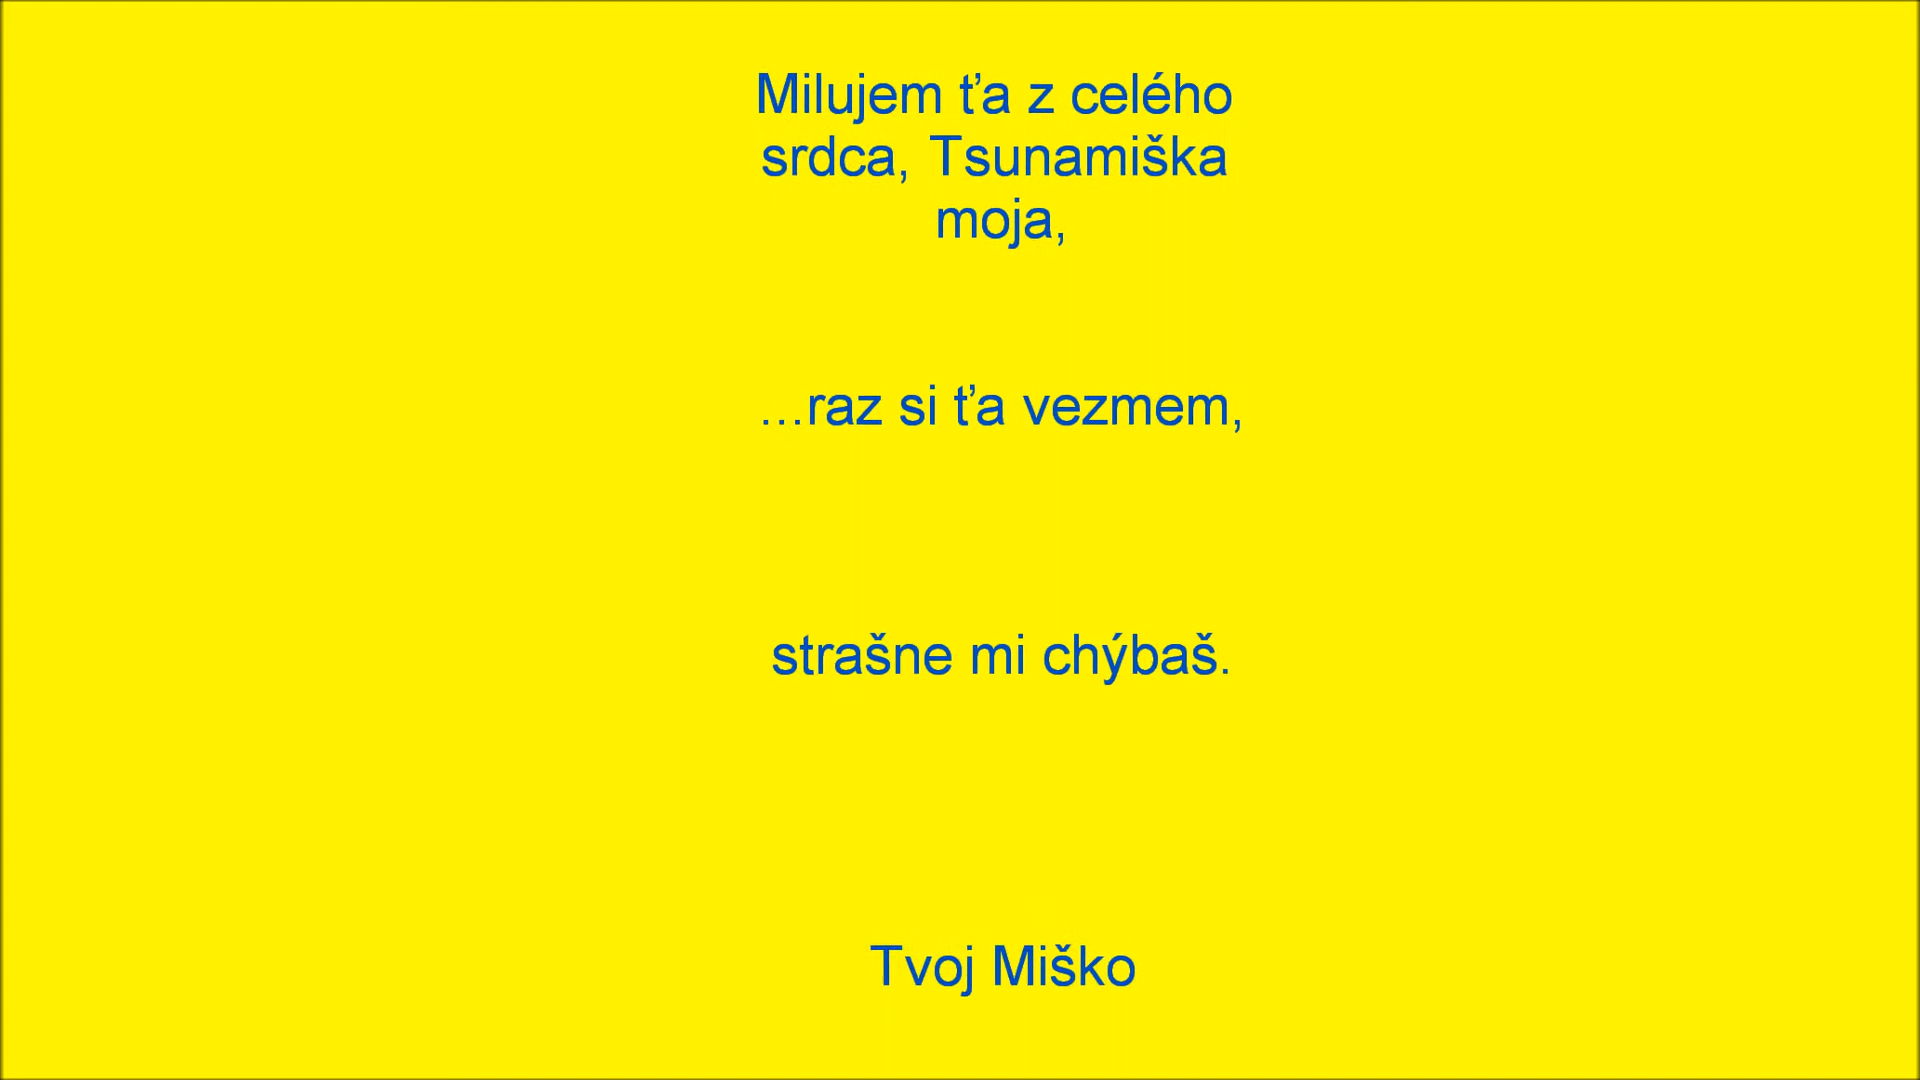 Milujem ťa z celého
srdca, Tsunamiška
moja,
...raz si ťa vezmem,
strašne mi chýbaš.
Tvoj Miško